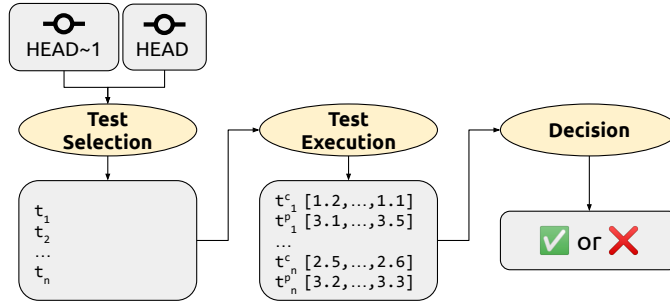 HEAD~1
HEAD
Test
Selection
Test
Execution
Decision
t₁
t₂
...
tₙ
tᶜ₁ [1.2,...,1.1]
tᵖ₁ [3.1,...,3.5]
...
tᶜₙ [2.5,...,2.6]
tᵖₙ [3.2,...,3.3]
✅ or ❌